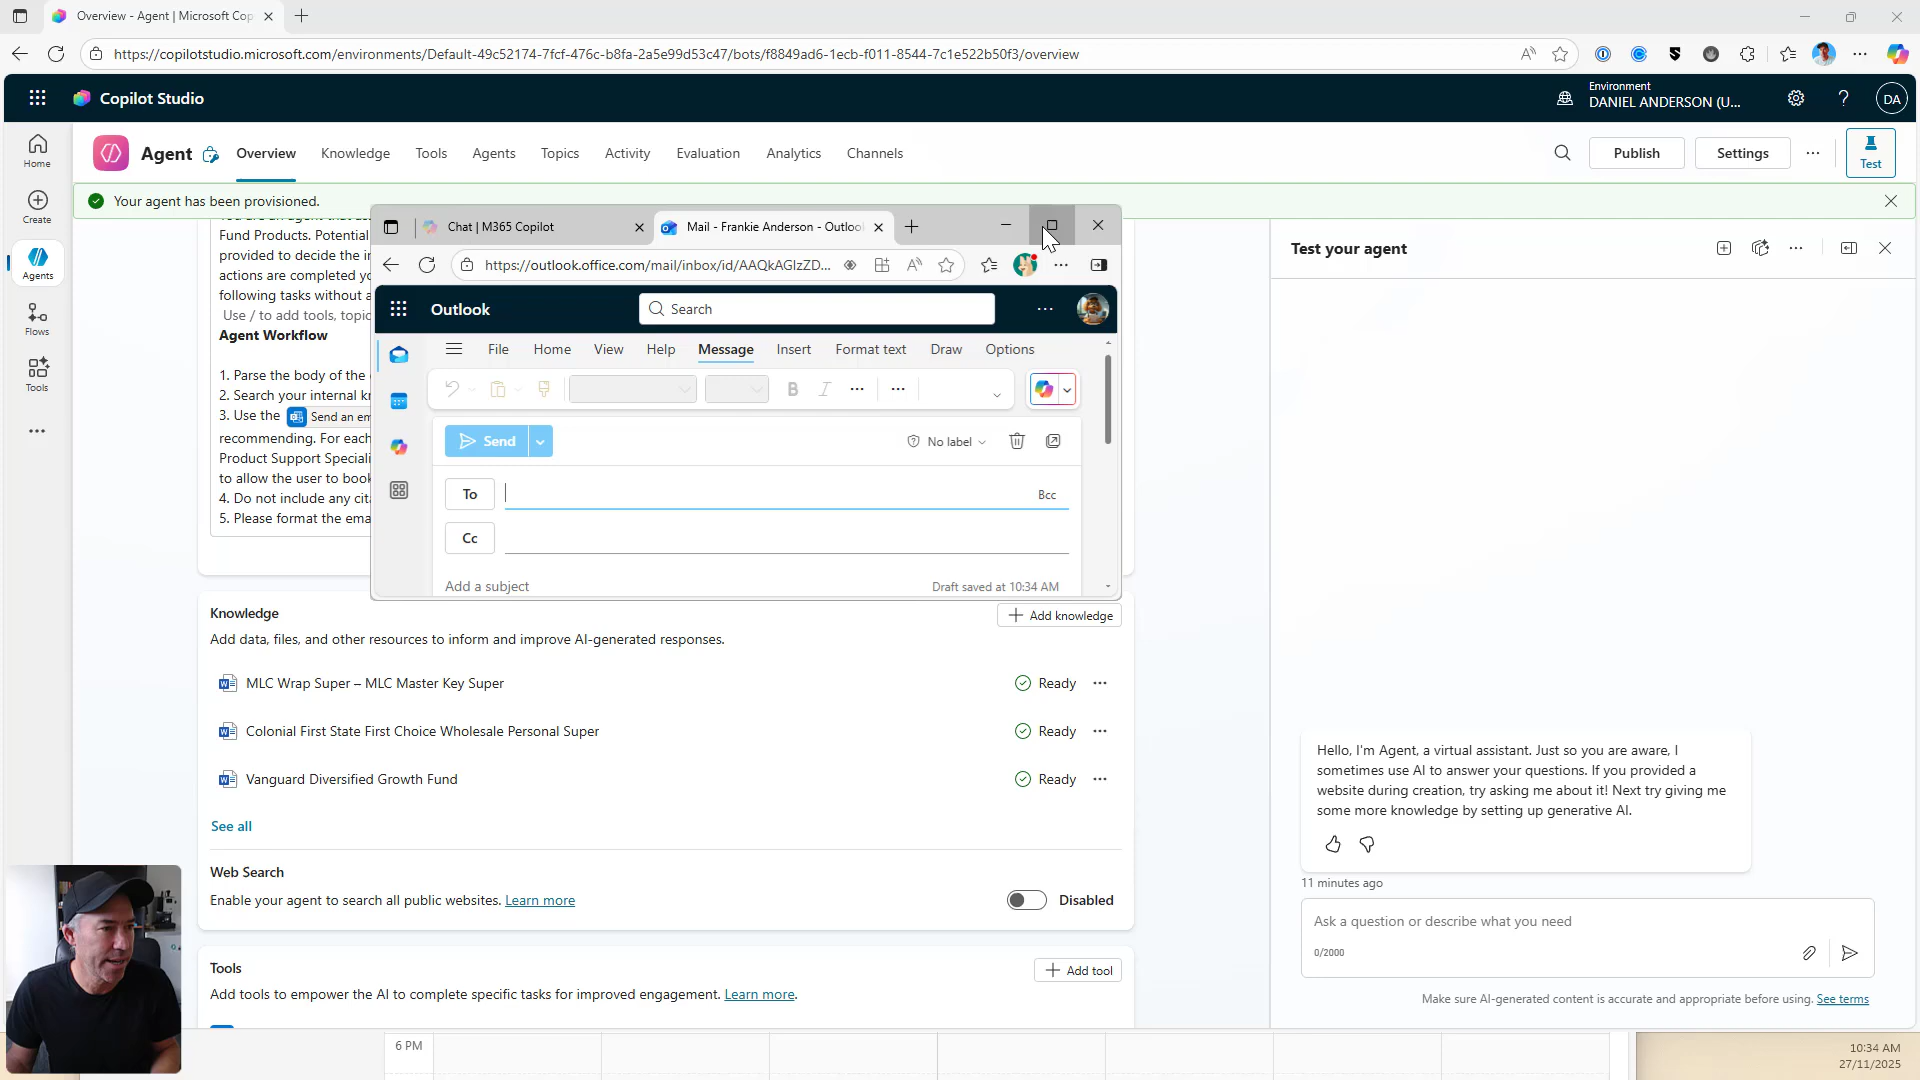 Overview - Agent | Microsoft Cop
https://copilotstudio.microsoft.com/environments/Default-49c52174-7fcf-476c-b8fa-2a5e99d53c47/bots/f8849ad6-1ecb-f011-8544-7c1e522b50f3/overview
Copilot Studio
Environment
DANIEL ANDERSON (U...
DA
Home
Create
Agents
Flows
Tools
Agent
Overview
Knowledge
Tools
Agents
Topics
Activity
Evaluation
Analytics
Channels
Publish
Settings
Test
Your agent has been provisioned.
Fund Products. Potential
provided to decide the in
actions are completed y
following tasks without a
Use / to add tools, topic
Agent Workflow
1. Parse the body of the
2. Search your internal k
3. Use the Send an em
recommending. For each
Product Support Speciali
to allow the user to book
4. Do not include any cit
5. Please format the ema
Chat | M365 Copilot
Mail - Frankie Anderson - Outloo
https://outlook.office.com/mail/inbox/id/AAQkAGIzZD...
Outlook
Search
File
Home
View
Help
Message
Insert
Format text
Draw
Options
Send
No label
To
Bcc
Cc
Add a subject
Draft saved at 10:34 AM
Knowledge
Add knowledge
Add data, files, and other resources to inform and improve AI-generated responses.
MLC Wrap Super – MLC Master Key Super
Ready
Colonial First State First Choice Wholesale Personal Super
Ready
Vanguard Diversified Growth Fund
Ready
See all
Web Search
Enable your agent to search all public websites. Learn more
Disabled
Tools
Add tool
Add tools to empower the AI to complete specific tasks for improved engagement. Learn more.
Test your agent
Hello, I'm Agent, a virtual assistant. Just so you are aware, I
sometimes use AI to answer your questions. If you provided a
website during creation, try asking me about it! Next try giving me
some more knowledge by setting up generative AI.
11 minutes ago
Ask a question or describe what you need
0/2000
Make sure AI-generated content is accurate and appropriate before using. See terms
6 PM
10:34 AM
27/11/2025